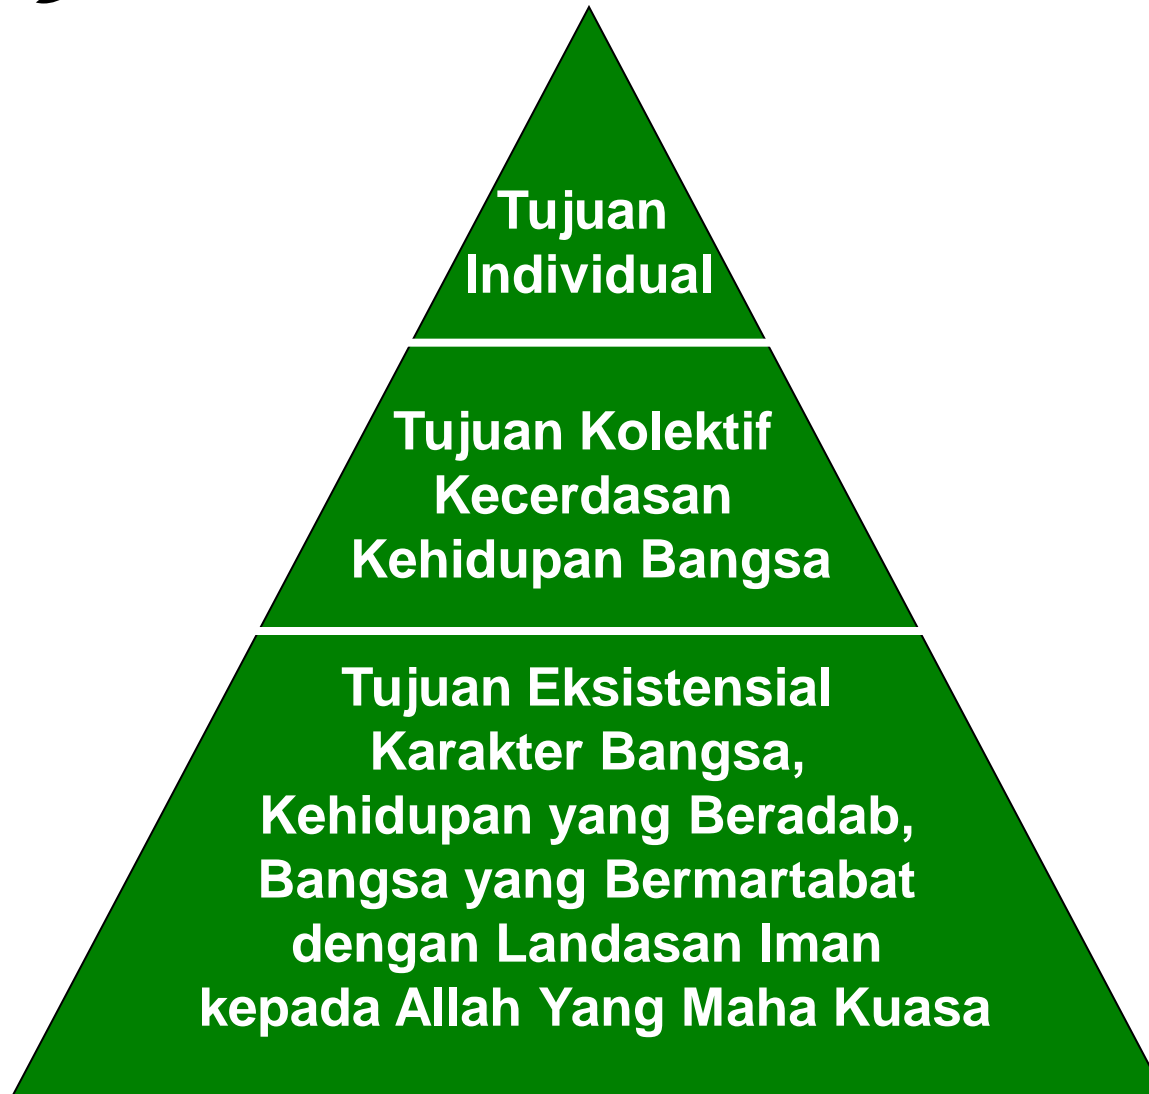 Tujuan
Individual
Tujuan Kolektif
Kecerdasan
Kehidupan Bangsa
Tujuan Eksistensial
Karakter Bangsa,
Kehidupan yang Beradab,
Bangsa yang Bermartabat
dengan Landasan Iman
kepada Allah Yang Maha Kuasa